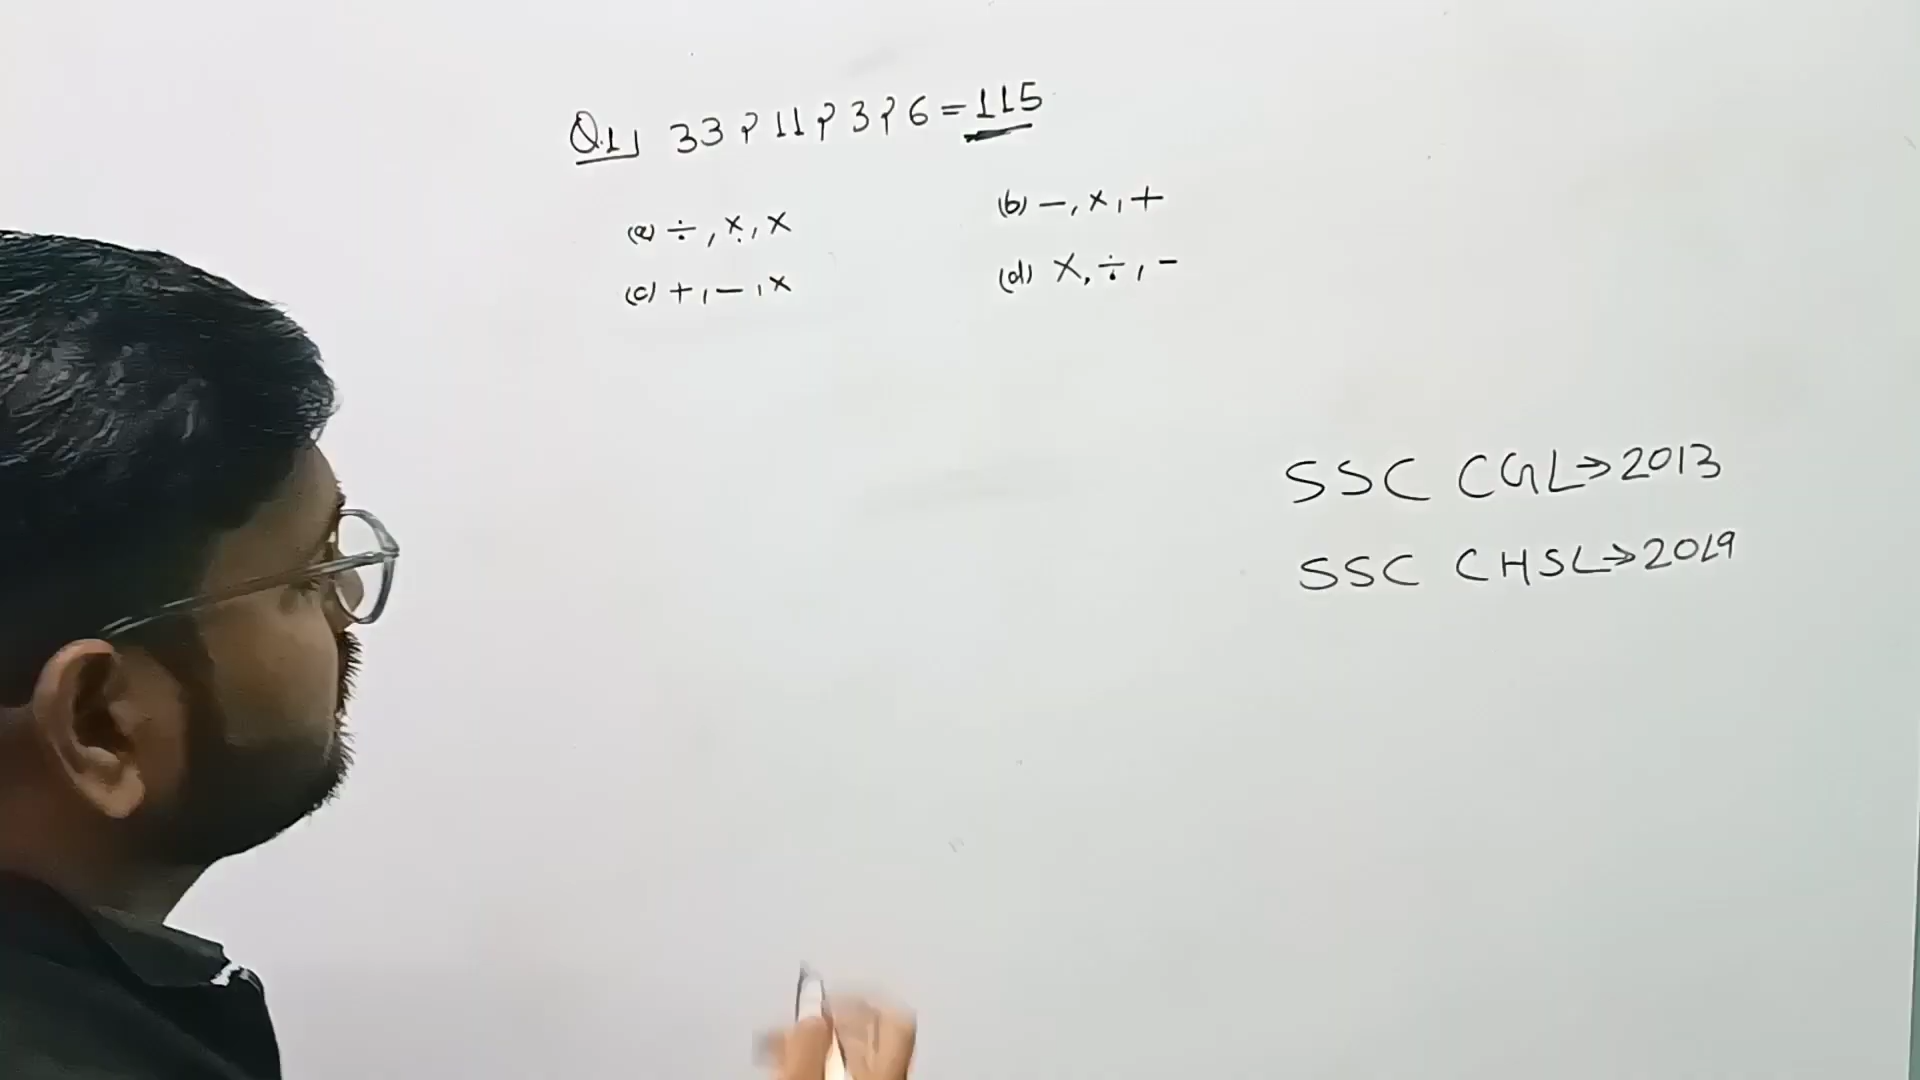 Q.1) 33 ? 11 ? 3 ? 6 = 115
(a) ÷, ×, ×
(b) −, ×, +
(c) +, −, ×
(d) ×, ÷, −
SSC CGL→2013
SSC CHSL→2019